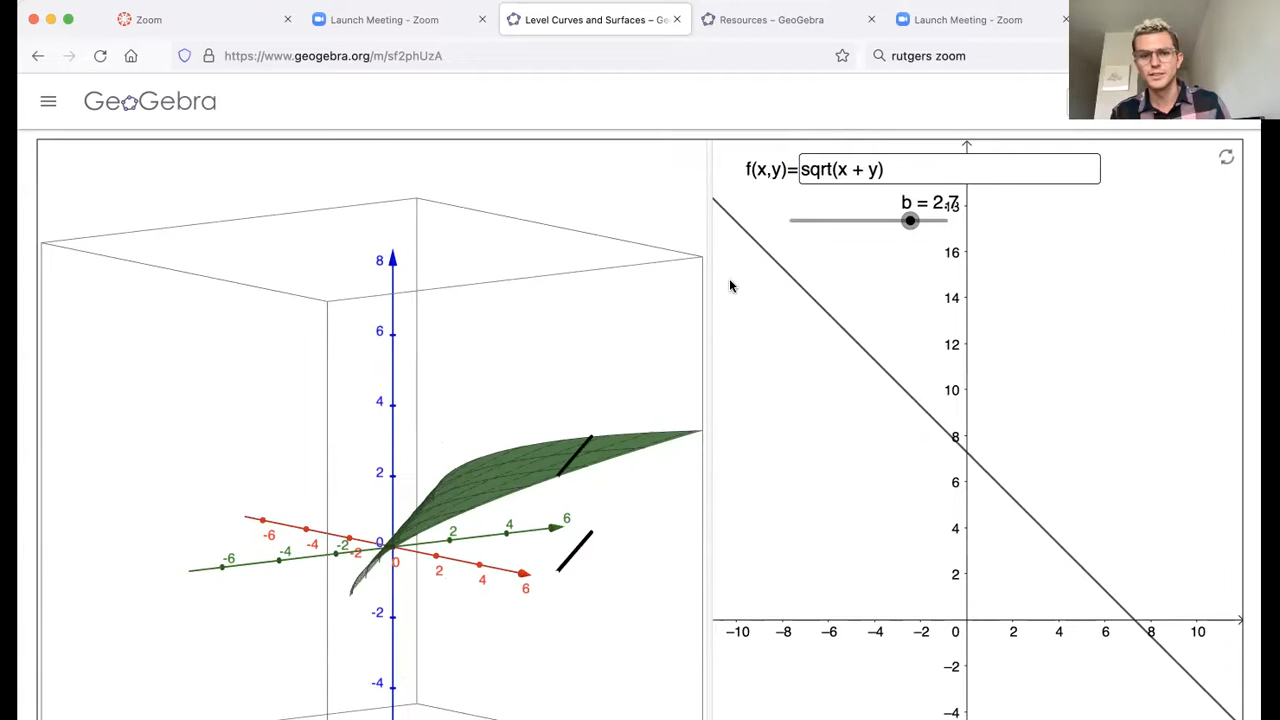 Zoom
Launch Meeting - Zoom
Level Curves and Surfaces – Ge
Resources – GeoGebra
Launch Meeting - Zoom
https://www.geogebra.org/m/sf2phUzA
rutgers zoom
GeoGebra
f(x,y)=sqrt(x + y)
b = 2.7
18
16
14
12
10
8
6
4
2
0
−2
−4
−10 −8 −6 −4 −2 0 2 4 6 8 10
8
6
4
2
0
-2
-4
-6 -4 -2 0 2 4 6
-6 -4 -2 2 4 6